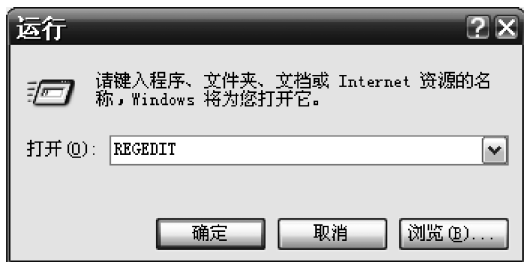 运行
请键入程序、文件夹、文档或 Internet 资源的名
称，Windows 将为您打开它。
打开(O): REGEDIT
确定 取消 浏览(B)...